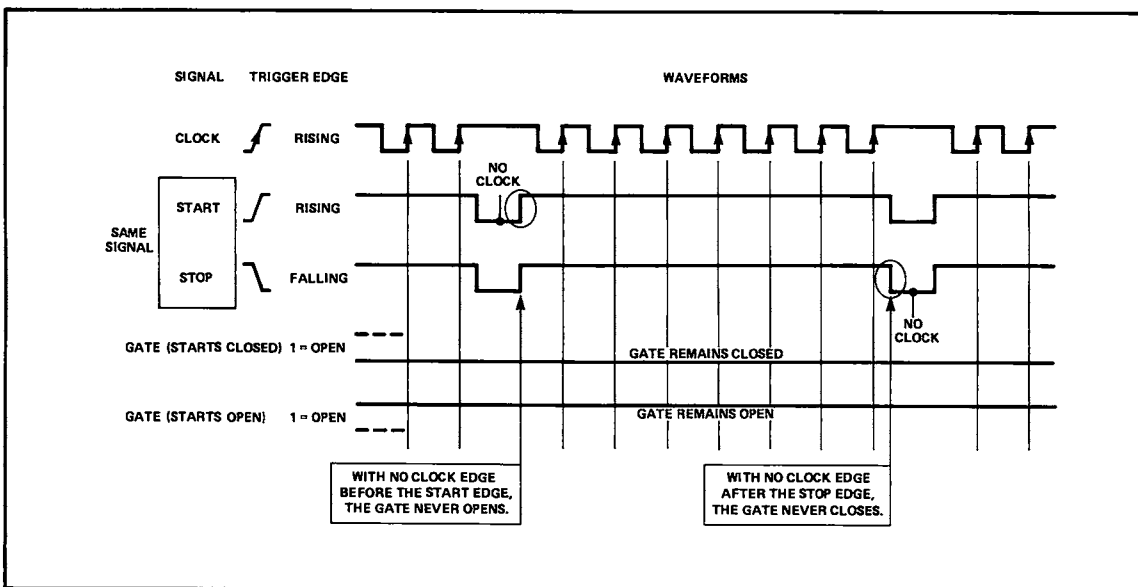 SIGNAL TRIGGER EDGE WAVEFORMS
CLOCK RISING
NO
CLOCK
START RISING
SAME
SIGNAL
STOP FALLING
NO
CLOCK
GATE (STARTS CLOSED) 1 = OPEN
GATE REMAINS CLOSED
GATE (STARTS OPEN) 1 = OPEN
GATE REMAINS OPEN
WITH NO CLOCK EDGE
BEFORE THE START EDGE,
THE GATE NEVER OPENS.
WITH NO CLOCK EDGE
AFTER THE STOP EDGE,
THE GATE NEVER CLOSES.